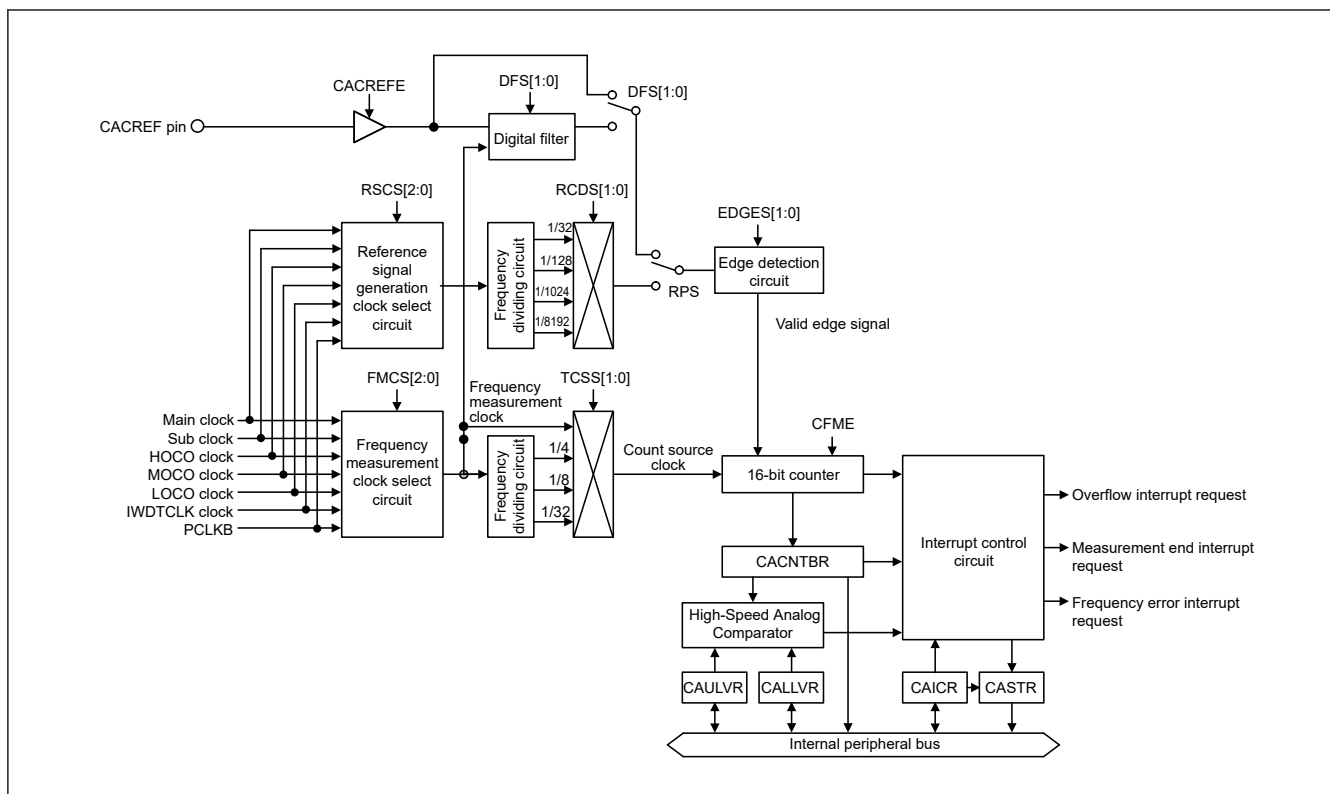 CACREFE
DFS[1:0]
DFS[1:0]
CACREF pin
Digital filter
RSCS[2:0]
RCDS[1:0]
EDGES[1:0]
Reference
signal
generation
clock select
circuit
Frequency
dividing circuit
1/32
1/128
1/1024
1/8192
RPS
Edge detection
circuit
Valid edge signal
FMCS[2:0]
Frequency
measurement
clock
TCSS[1:0]
CFME
Main clock
Sub clock
HOCO clock
MOCO clock
LOCO clock
IWDTCLK clock
PCLKB
Frequency
measurement
clock select
circuit
Frequency
dividing circuit
1/4
1/8
1/32
Count source
clock
16-bit counter
Interrupt control
circuit
Overflow interrupt request
Measurement end interrupt
request
Frequency error interrupt
request
CACNTBR
High-Speed Analog
Comparator
CAULVR
CALLVR
CAICR
CASTR
Internal peripheral bus